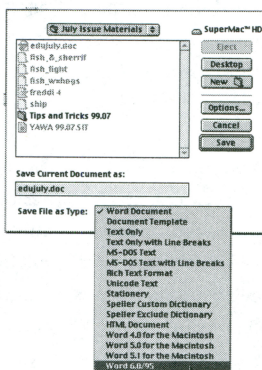 July Issue Materials
SuperMac™ HD
edujuly.doc
fish_&_sherrif
fish_light
fish_w=hogs
freddi 4
ship
Tips and Tricks 99.07
YAWA 99.07.Sff
Eject
Desktop
New
Options...
Cancel
Save
Save Current Document as:
edujuly.doc
Save File as Type:
✓ Word Document
Document Template
Text Only
Text Only with Line Breaks
MS-DOS Text
MS-DOS Text with Line Breaks
Rich Text Format
Unicode Text
Stationery
Speller Custom Dictionary
Speller Exclude Dictionary
HTML Document
Word 4.0 for the Macintosh
Word 5.0 for the Macintosh
Word 5.1 for the Macintosh
Word 6.0/95